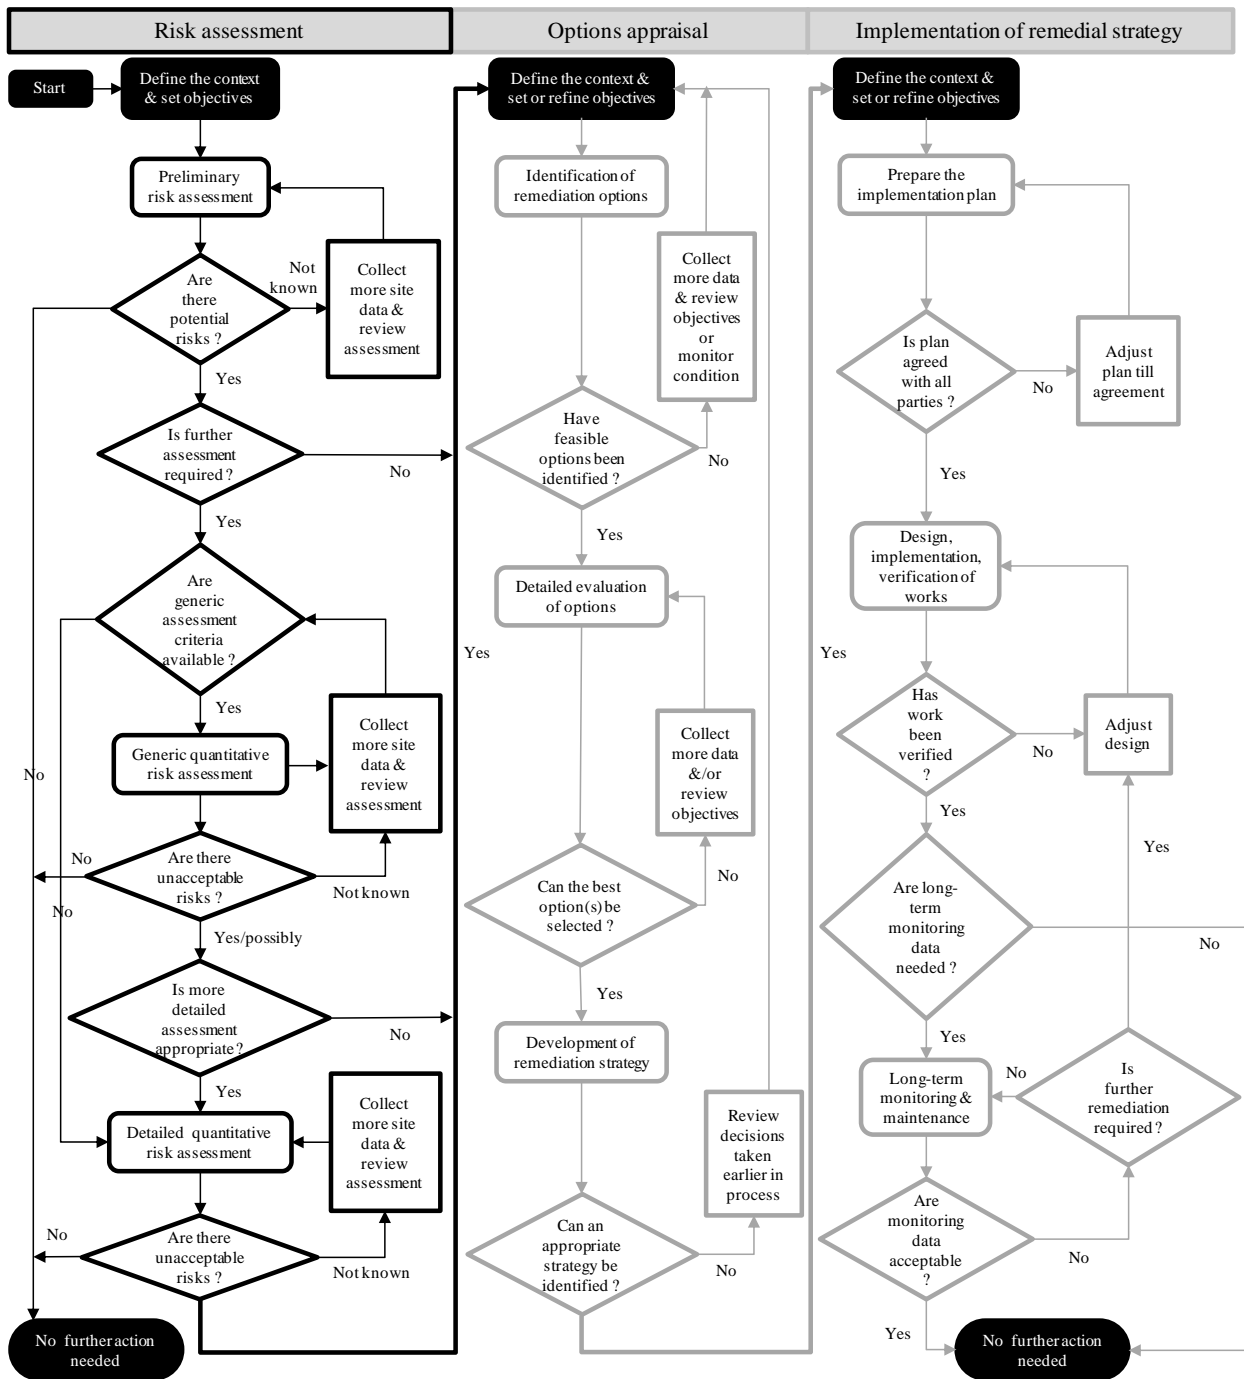 Risk assessment
Options appraisal
Implementation of remedial strategy
Start
Define the context
& set objectives
Preliminary
risk assessment
Are
there
potential
risks ?
Not
known
Collect
more site
data &
review
assessment
Yes
Is further
assessment
required ?
No
Yes
Are
generic
assessment
criteria
available ?
Yes
Generic quantitative
risk assessment
Collect
more site
data &
review
assessment
No
No
Are there
unacceptable
risks ?
Not known
No
Yes/possibly
Is more
detailed
assessment
appropriate ?
No
Yes
Detailed quantitative
risk assessment
Collect
more site
data &
review
assessment
No
Are there
unacceptable
risks ?
Not known
No further action
needed
Yes
Define the context &
set or refine objectives
Identification of
remediation options
Collect
more data
& review
objectives
or
monitor
condition
Have
feasible
options been
identified ?
No
Yes
Detailed evaluation
of options
Collect
more data
&/or
review
objectives
Can the best
option(s) be
selected ?
No
Yes
Development of
remediation strategy
Review
decisions
taken
earlier in
process
Can an
appropriate
strategy be
identified ?
No
Yes
Define the context &
set or refine objectives
Prepare the
implementation plan
Is plan
agreed
with all
parties ?
No
Adjust
plan till
agreement
Yes
Design,
implementation,
verification of
works
Has
work
been
verified
?
No
Adjust
design
Yes
Yes
Are long-
term
monitoring
data
needed ?
No
Yes
Long-term
monitoring &
maintenance
No
Is
further
remediation
required ?
Are
monitoring
data
acceptable
?
No
Yes
No further action
needed